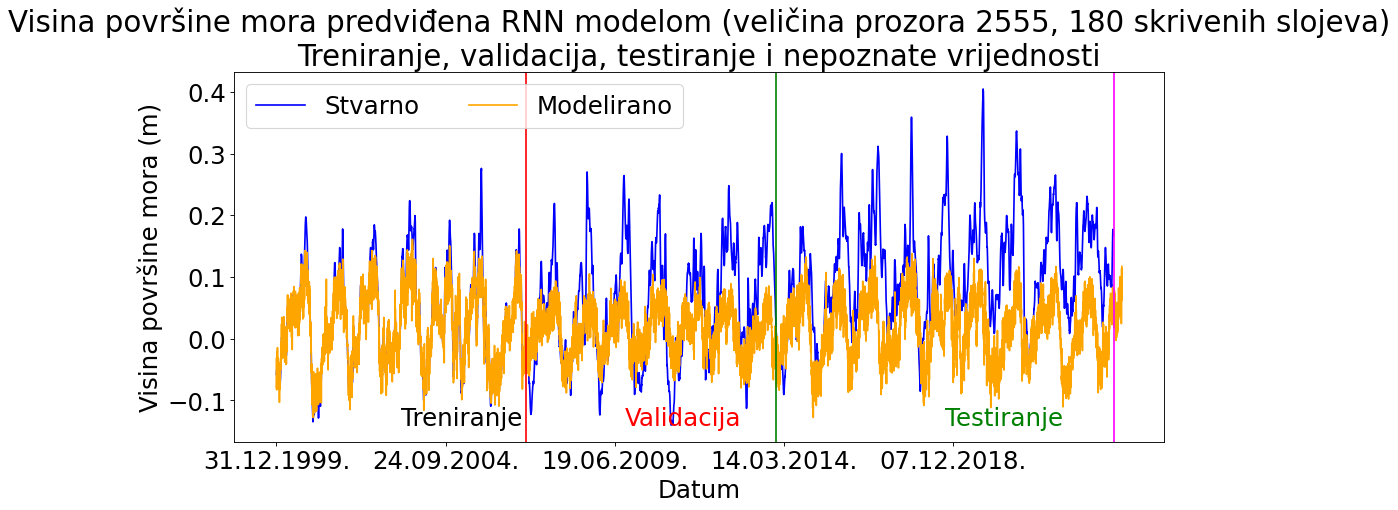 Visina površine mora predviđena RNN modelom (veličina prozora 2555, 180 skrivenih slojeva)
Treniranje, validacija, testiranje i nepoznate vrijednosti
Stvarno Modelirano
Visina površine mora (m)
0.4
0.3
0.2
0.1
0.0
−0.1
Treniranje Validacija Testiranje
31.12.1999. 24.09.2004. 19.06.2009. 14.03.2014. 07.12.2018.
Datum